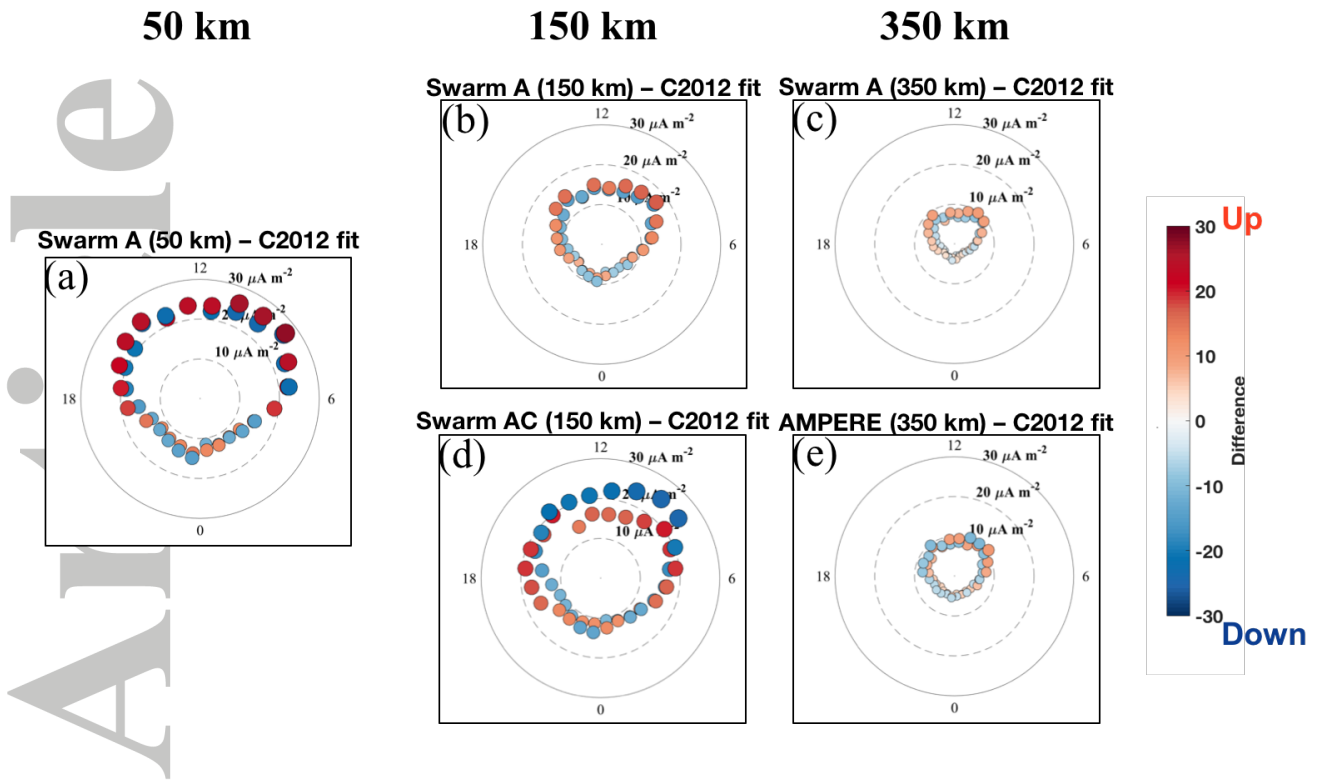 50 km 150 km 350 km
Swarm A (150 km) – C2012 fit
Swarm A (350 km) – C2012 fit
(b)
12
30 μA m-2
20 μA m-2
10 μA m-2
18
6
0
(c)
12
30 μA m-2
20 μA m-2
10 μA m-2
18
6
0
Swarm A (50 km) – C2012 fit
(a)
12
30 μA m-2
10 μA m-2
18
6
0
Swarm AC (150 km) – C2012 fit
AMPERE (350 km) – C2012 fit
(d)
12
30 μA m-2
10 μA m-2
18
6
0
(e)
12
30 μA m-2
20 μA m-2
10 μA m-2
18
6
0
Up
30
20
10
0
-10
-20
-30
Difference
Down